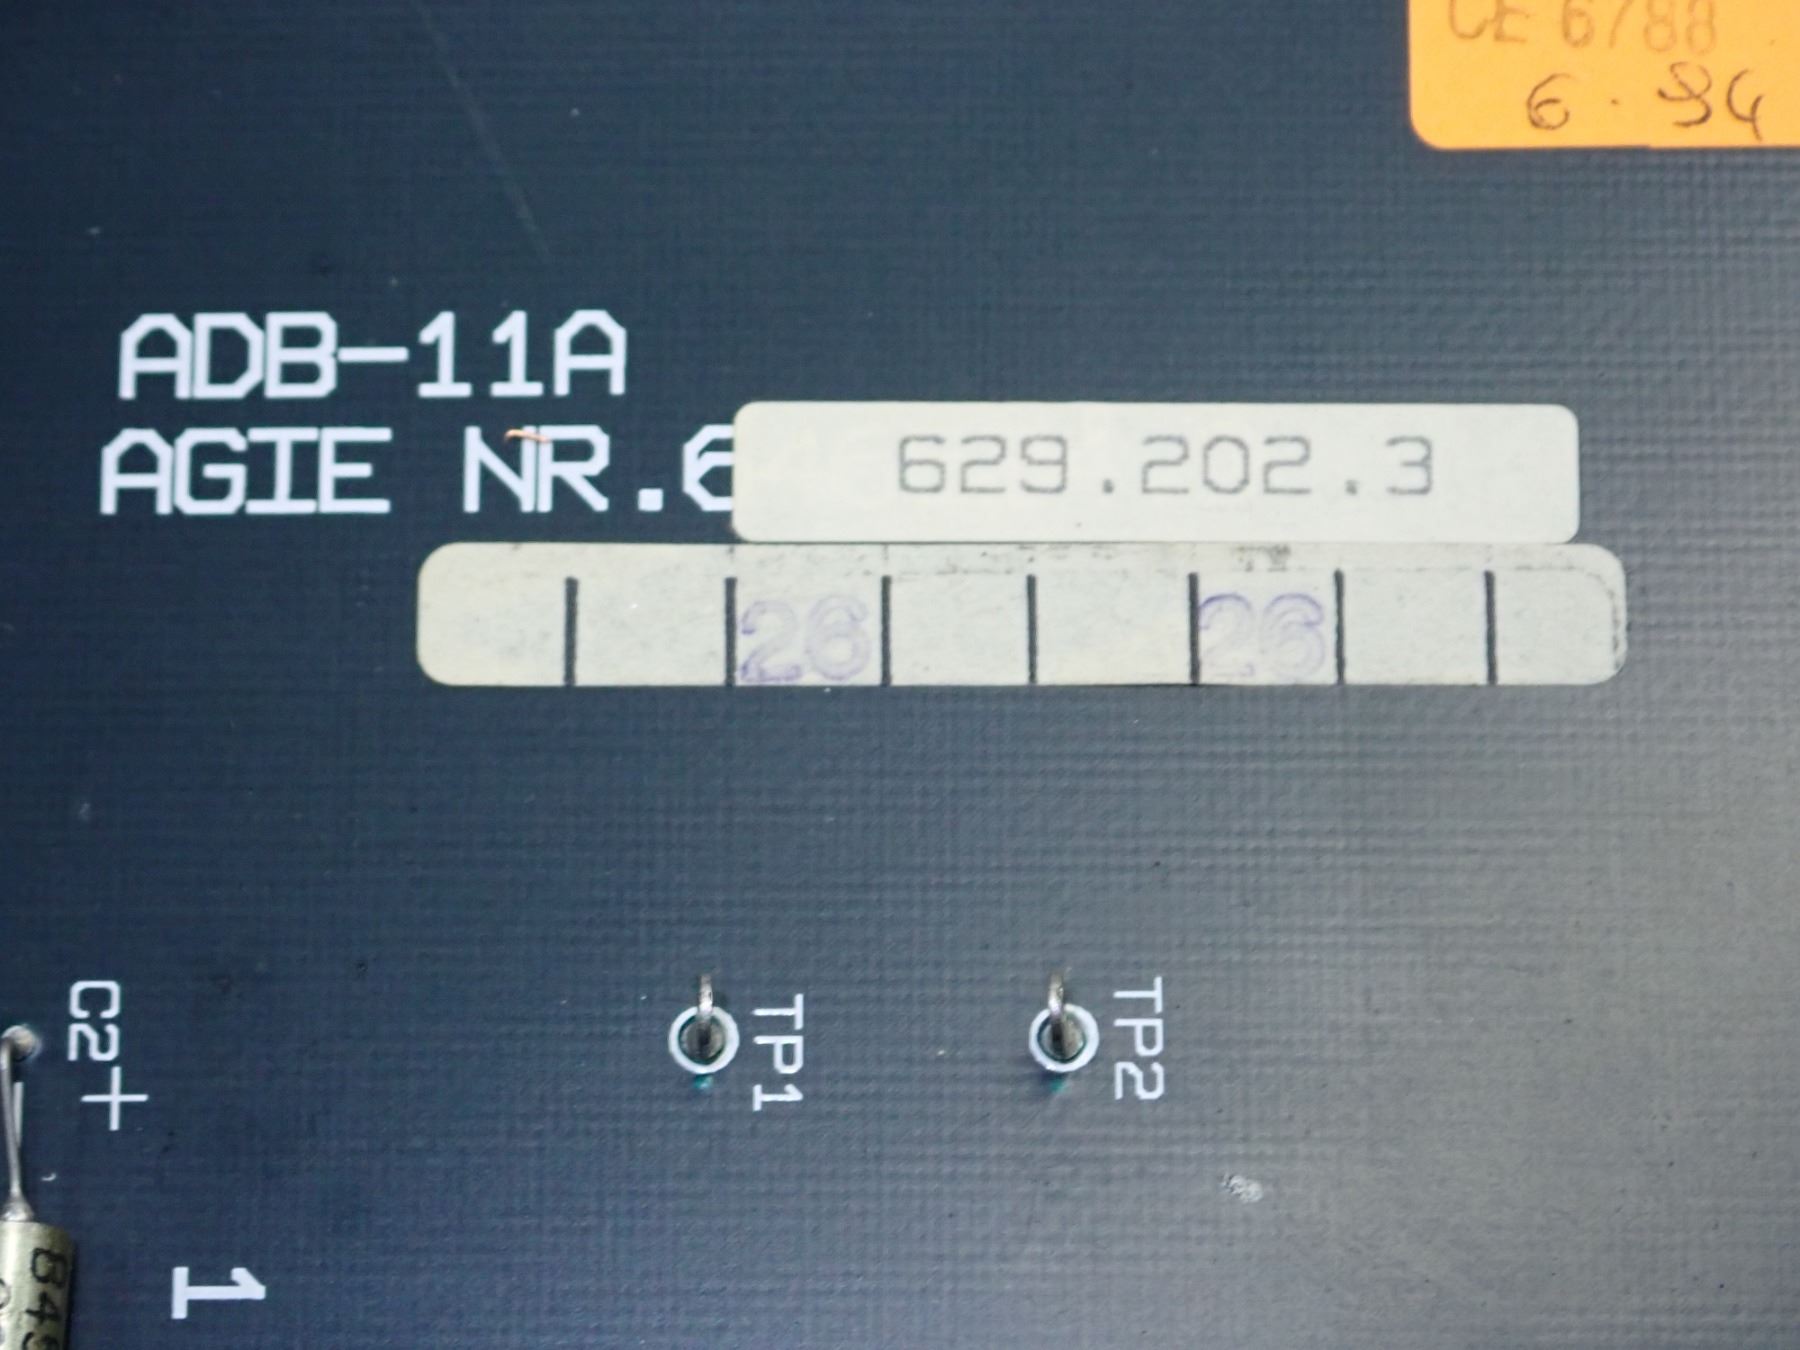 CE 6788
6 · 94
ADB-11A
AGIE NR.6
629.202.3
26 26
C2+
TP1
TP2
1